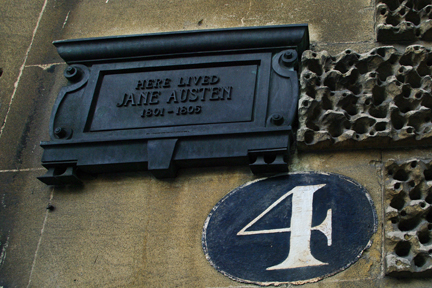 HERE LIVED
JANE AUSTEN
1801-1805
4